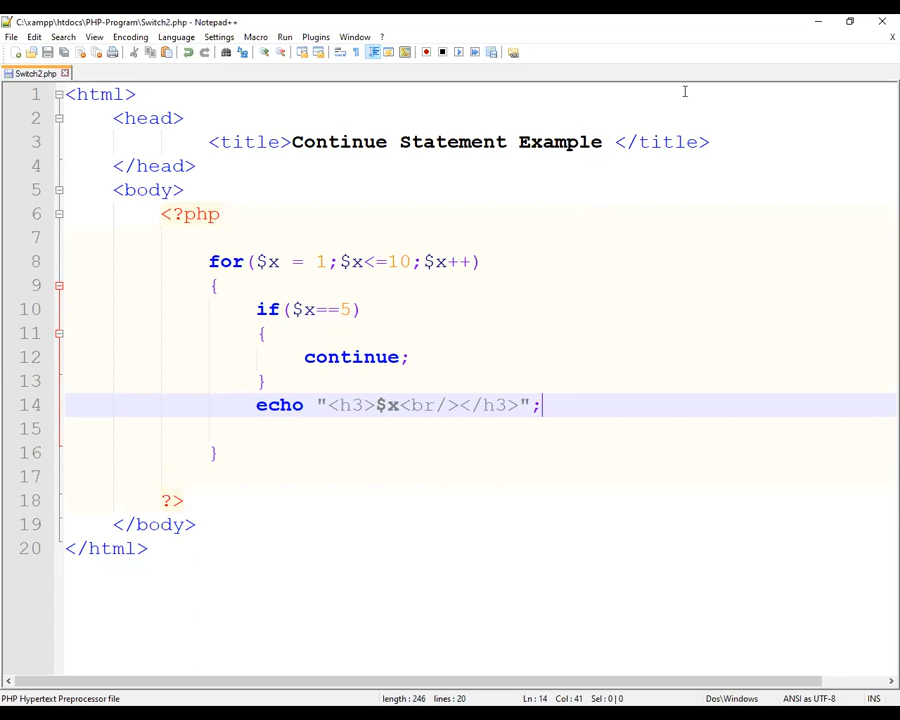 C:\xampp\htdocs\PHP-Program\Switch2.php - Notepad++
File Edit Search View Encoding Language Settings Macro Run Plugins Window ? X
Switch2.php
1 <html>
2 <head>
3 <title>Continue Statement Example </title>
4 </head>
5 <body>
6 <?php
7
8 for($x = 1;$x<=10;$x++)
9 {
10 if($x==5)
11 {
12 continue;
13 }
14 echo "<h3>$x<br/></h3>";
15
16 }
17
18 ?>
19 </body>
20 </html>
PHP Hypertext Preprocessor file length : 246 lines : 20 Ln : 14 Col : 41 Sel : 0 | 0 Dos\Windows ANSI as UTF-8 INS